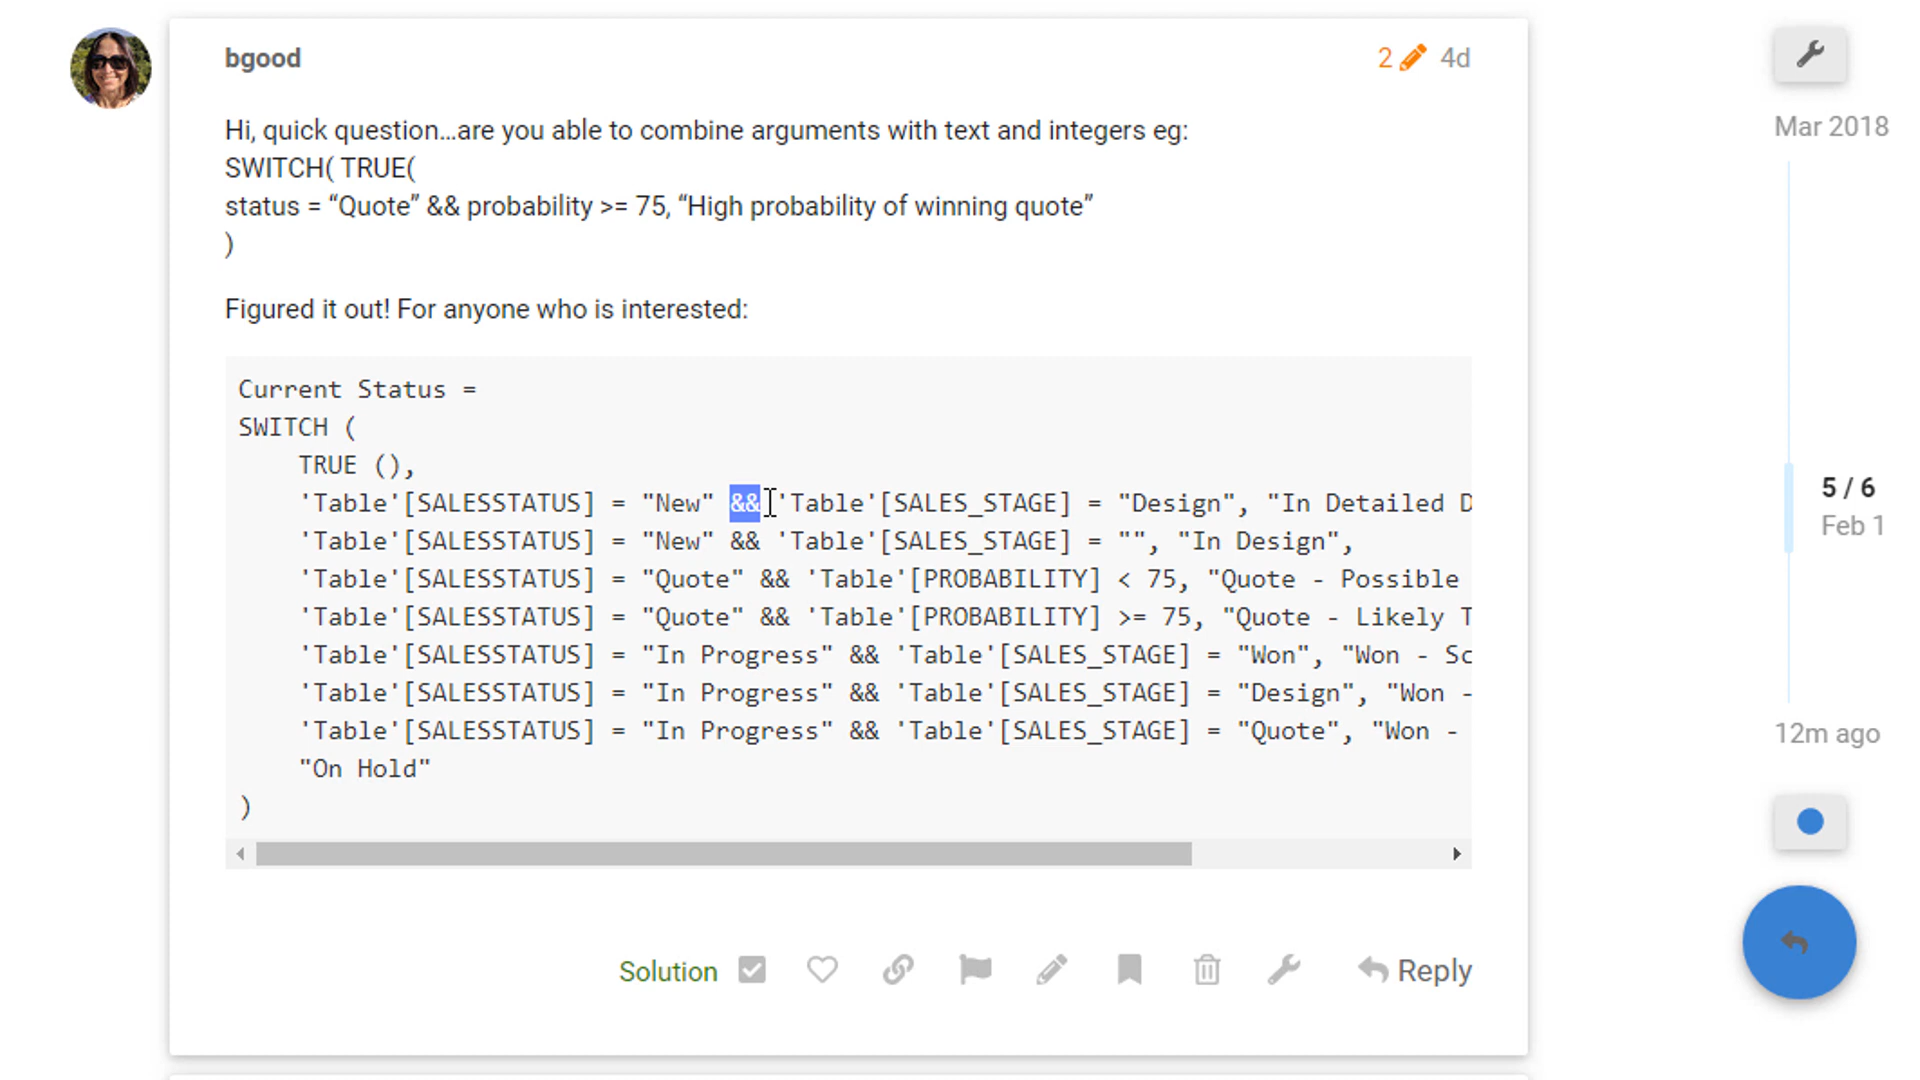 bgood
2 4d
Hi, quick question…are you able to combine arguments with text and integers eg:
SWITCH( TRUE(
status = “Quote” && probability >= 75, “High probability of winning quote”
)
Figured it out! For anyone who is interested:
Current Status =
SWITCH (
TRUE (),
'Table'[SALESSTATUS] = "New" && 'Table'[SALES_STAGE] = "Design", "In Detailed D
'Table'[SALESSTATUS] = "New" && 'Table'[SALES_STAGE] = "", "In Design",
'Table'[SALESSTATUS] = "Quote" && 'Table'[PROBABILITY] < 75, "Quote - Possible
'Table'[SALESSTATUS] = "Quote" && 'Table'[PROBABILITY] >= 75, "Quote - Likely T
'Table'[SALESSTATUS] = "In Progress" && 'Table'[SALES_STAGE] = "Won", "Won - Sc
'Table'[SALESSTATUS] = "In Progress" && 'Table'[SALES_STAGE] = "Design", "Won -
'Table'[SALESSTATUS] = "In Progress" && 'Table'[SALES_STAGE] = "Quote", "Won -
"On Hold"
)
Solution Reply
Mar 2018
5 / 6
Feb 1
12m ago